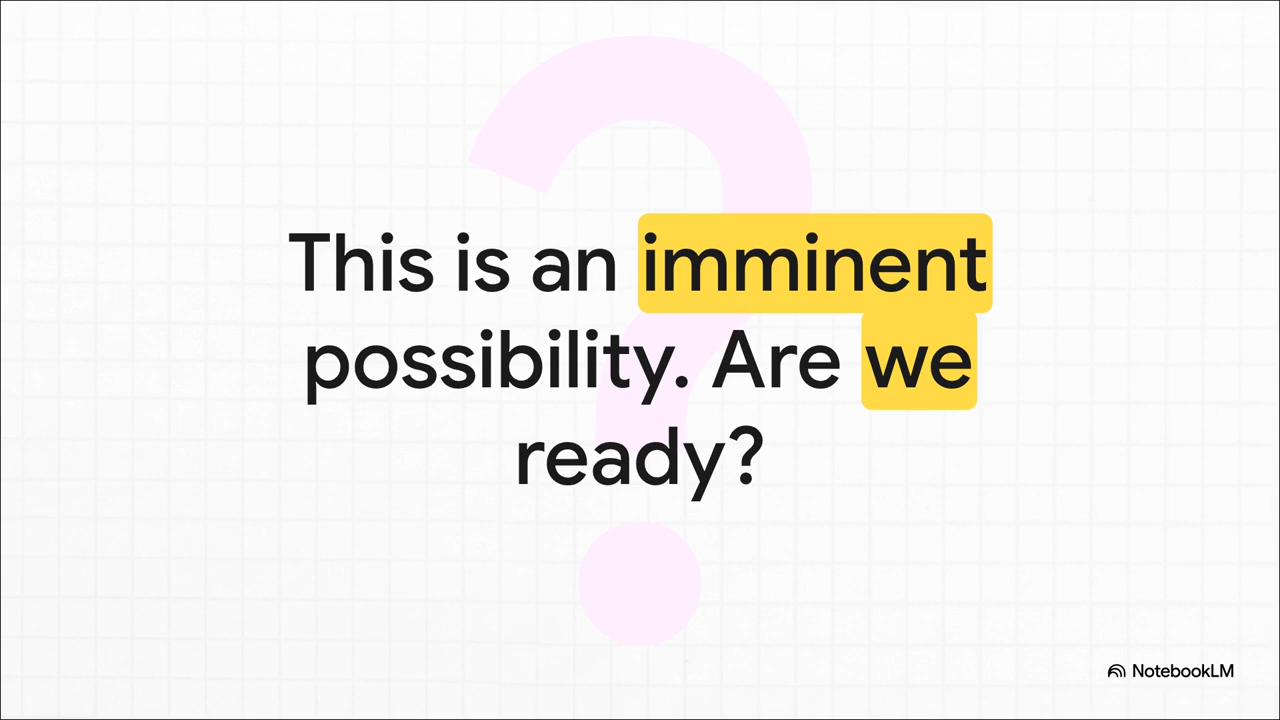 This is an imminent
possibility. Are we
ready?
NotebookLM